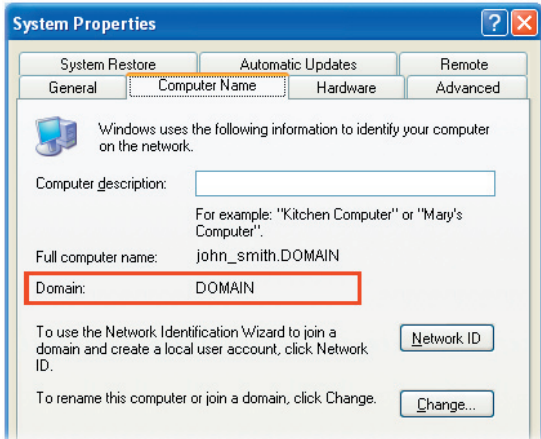 System Properties
System Restore Automatic Updates Remote
General Computer Name Hardware Advanced
Windows uses the following information to identify your computer
on the network.
Computer description:
For example: "Kitchen Computer" or "Mary's
Computer".
Full computer name: john_smith.DOMAIN
Domain: DOMAIN
To use the Network Identification Wizard to join a
domain and create a local user account, click Network
ID.
Network ID
To rename this computer or join a domain, click Change.
Change...